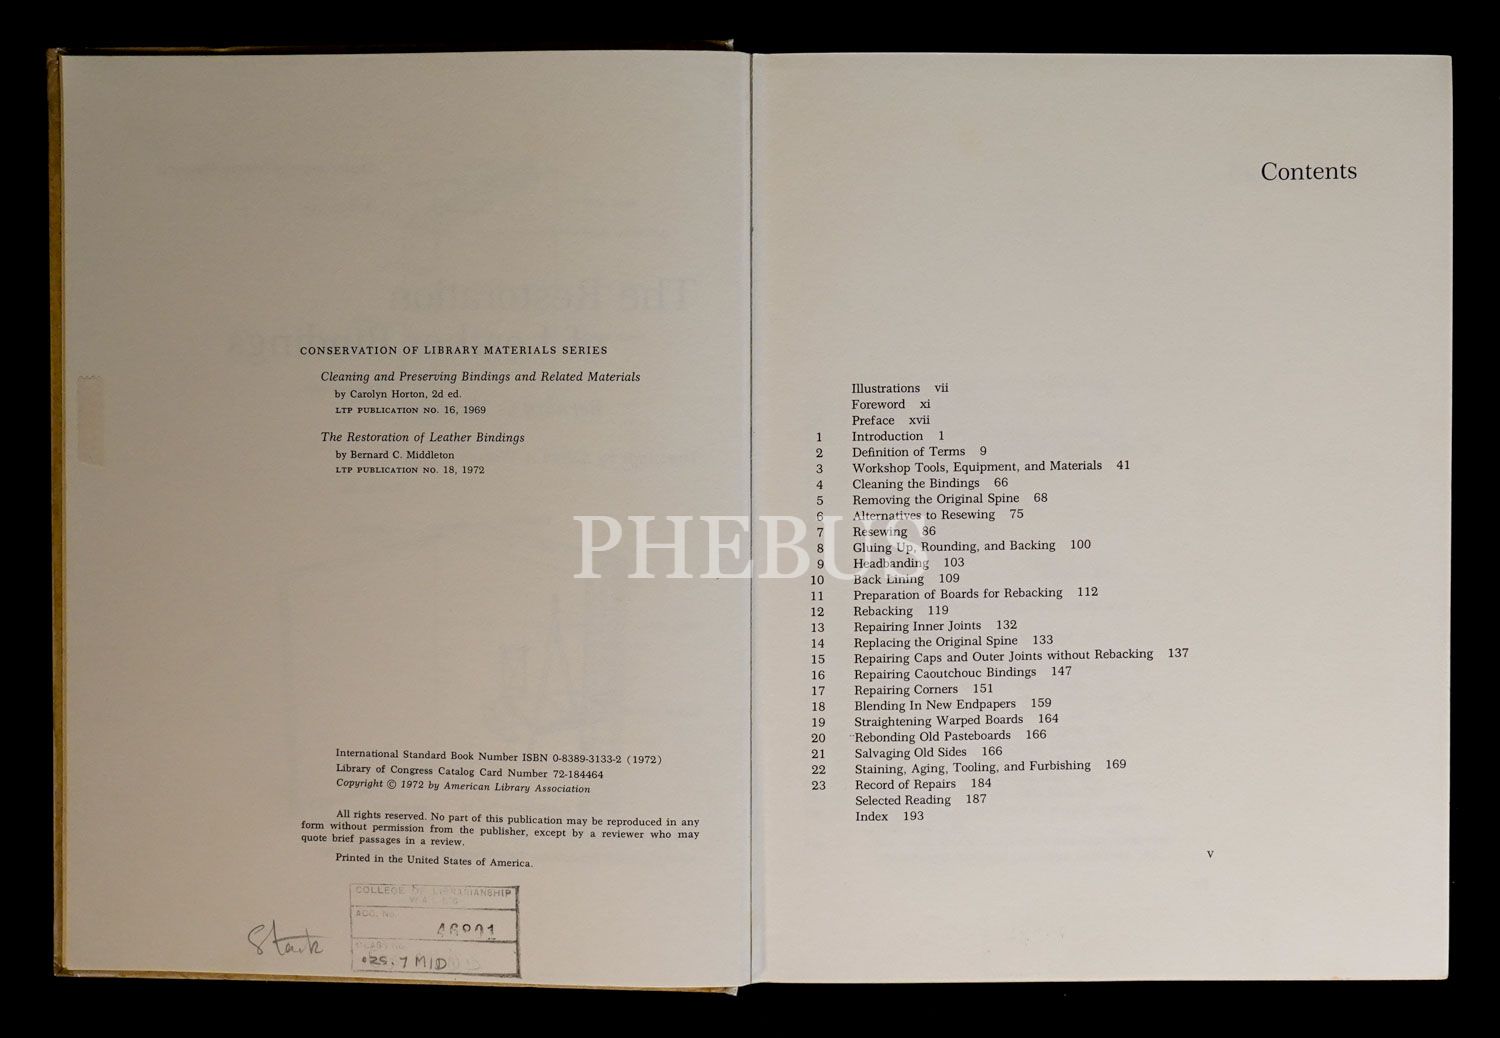 CONSERVATION OF LIBRARY MATERIALS SERIES
Cleaning and Preserving Bindings and Related Materials
by Carolyn Horton, 2d ed.
LTP PUBLICATION NO. 16, 1969
The Restoration of Leather Bindings
by Bernard C. Middleton
LTP PUBLICATION NO. 18, 1972
International Standard Book Number ISBN 0-8389-3133-2 (1972)
Library of Congress Catalog Card Number 72-184464
Copyright © 1972 by American Library Association
All rights reserved. No part of this publication may be reproduced in any
form without permission from the publisher, except by a reviewer who may
quote brief passages in a review.
Printed in the United States of America.
COLLEGE OF LIBRARIANSHIP
WALES
ACC. No.
CLASS No.
025.7 MID
Stack
PHEBUS
Contents
Illustrations vii
Foreword xi
Preface xvii
1 Introduction 1
2 Definition of Terms 9
3 Workshop Tools, Equipment, and Materials 41
4 Cleaning the Bindings 66
5 Removing the Original Spine 68
6 Alternatives to Resewing 75
7 Resewing 86
8 Gluing Up, Rounding, and Backing 100
9 Headbanding 103
10 Back Lining 109
11 Preparation of Boards for Rebacking 112
12 Rebacking 119
13 Repairing Inner Joints 132
14 Replacing the Original Spine 133
15 Repairing Caps and Outer Joints without Rebacking 137
16 Repairing Caoutchouc Bindings 147
17 Repairing Corners 151
18 Blending In New Endpapers 159
19 Straightening Warped Boards 164
20 Rebonding Old Pasteboards 166
21 Salvaging Old Sides 166
22 Staining, Aging, Tooling, and Furbishing 169
23 Record of Repairs 184
Selected Reading 187
Index 193
v